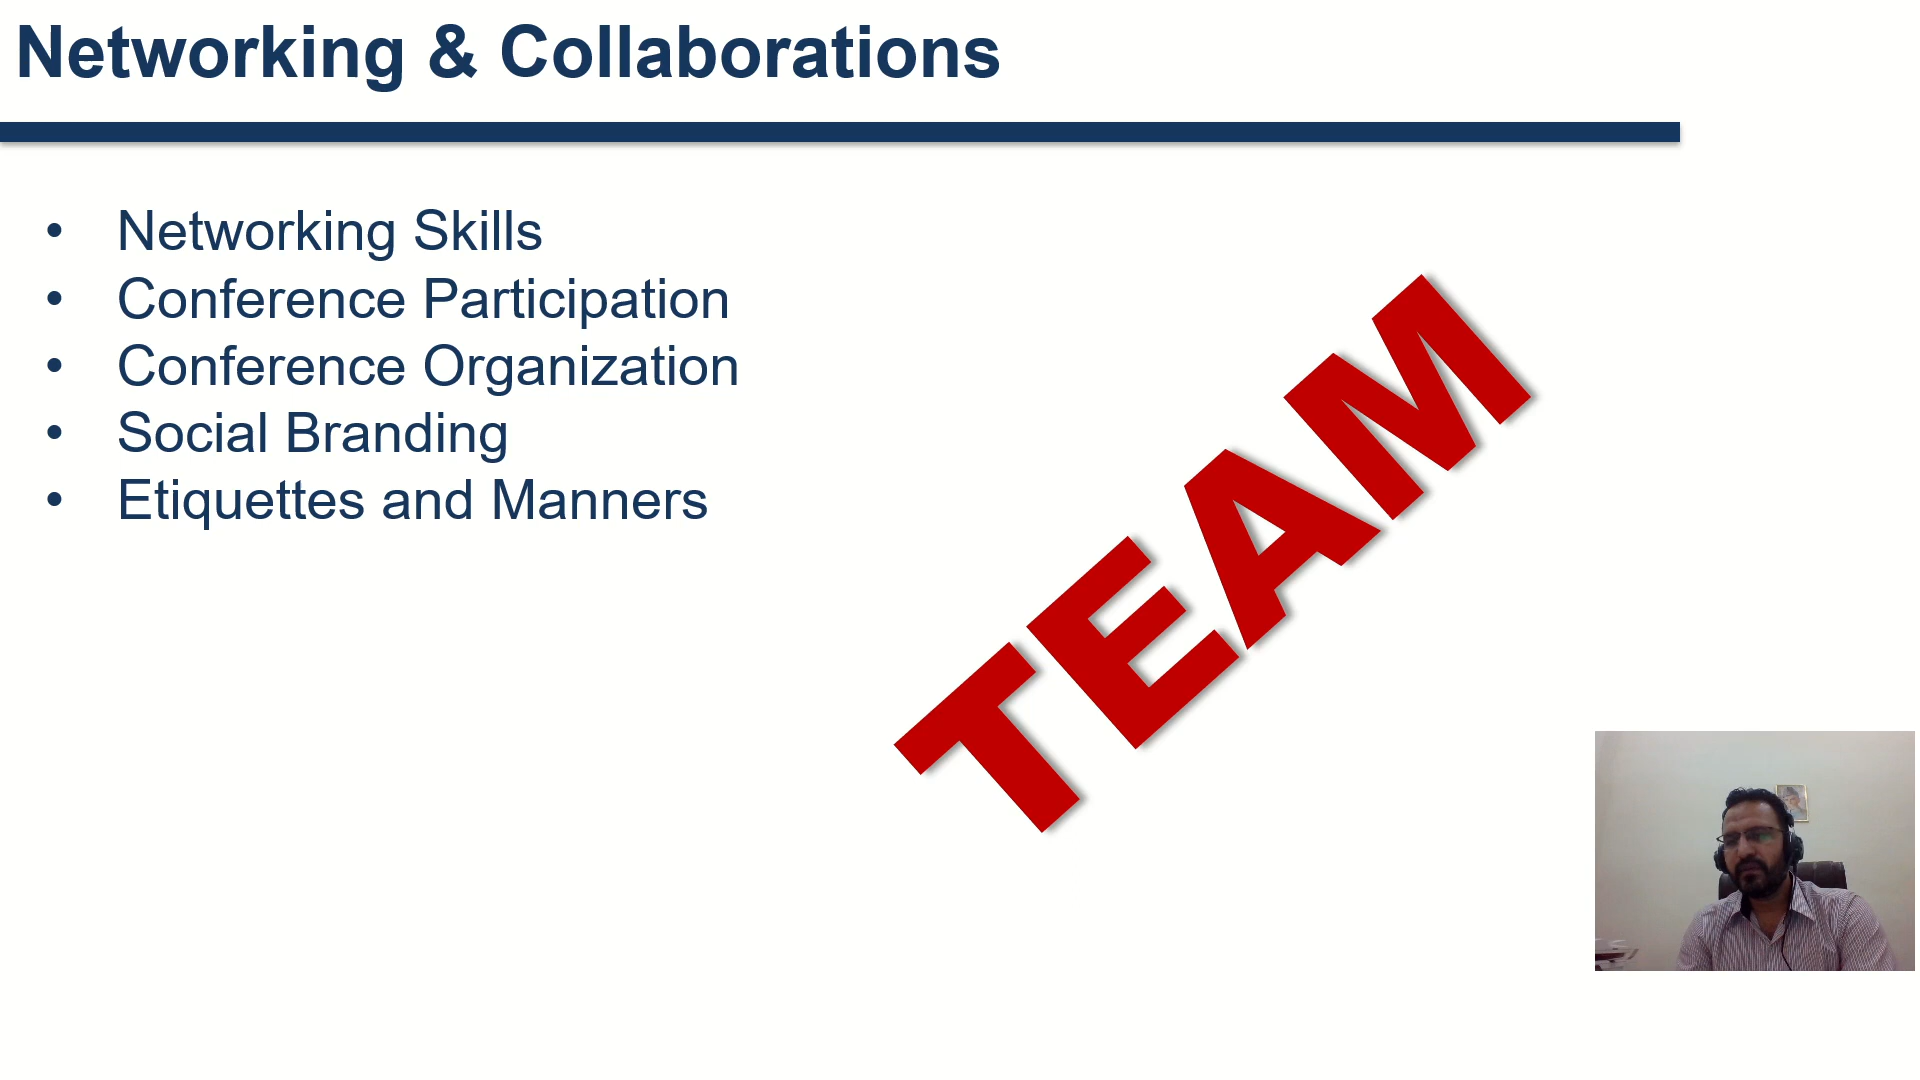 Networking & Collaborations
• Networking Skills
• Conference Participation
• Conference Organization
• Social Branding
• Etiquettes and Manners
TEAM